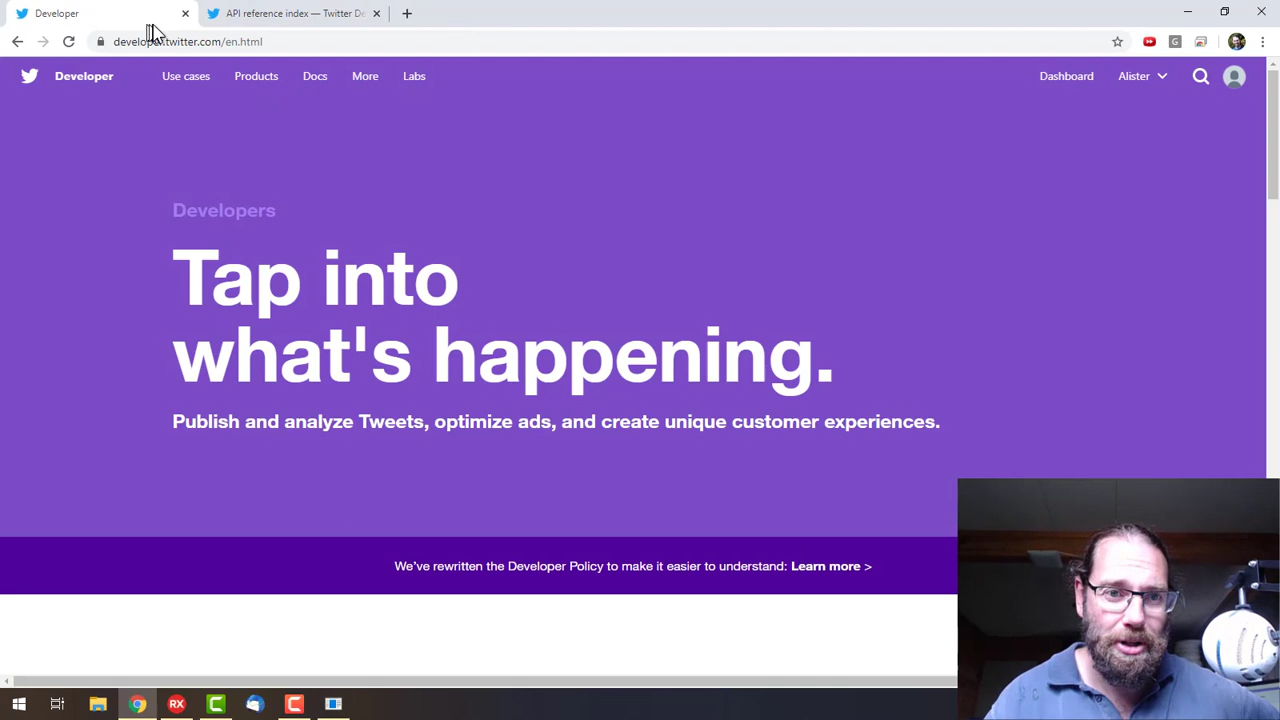 Developer
API reference index — Twitter De
developer.twitter.com/en.html
Developer
Use cases
Products
Docs
More
Labs
Dashboard
Alister
Developers
Tap into
what's happening.
Publish and analyze Tweets, optimize ads, and create unique customer experiences.
We've rewritten the Developer Policy to make it easier to understand: Learn more >
G
RX
C
C